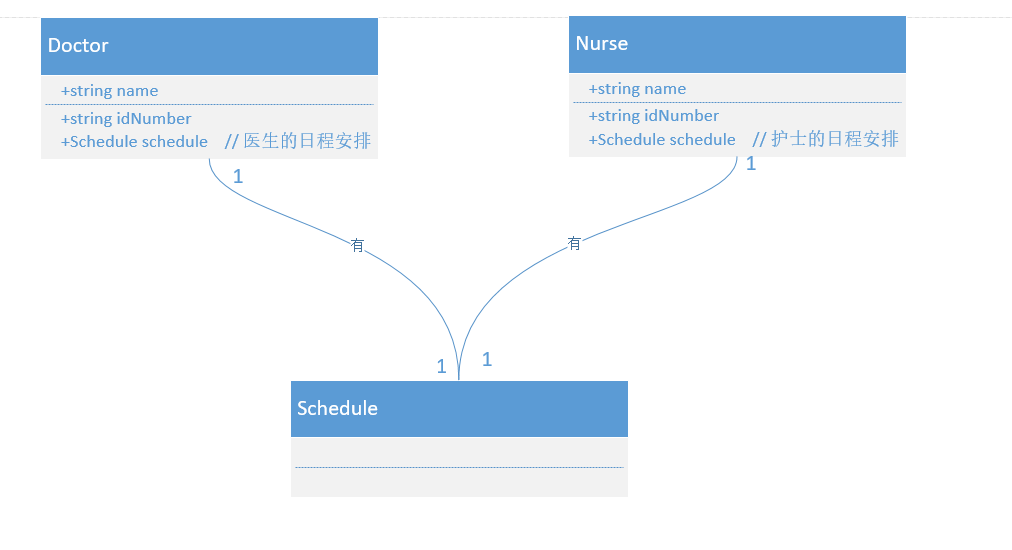 Doctor
+string name
+string idNumber
+Schedule schedule // 医生的日程安排
1
有
Nurse
+string name
+string idNumber
+Schedule schedule // 护士的日程安排
1
有
1
1
Schedule